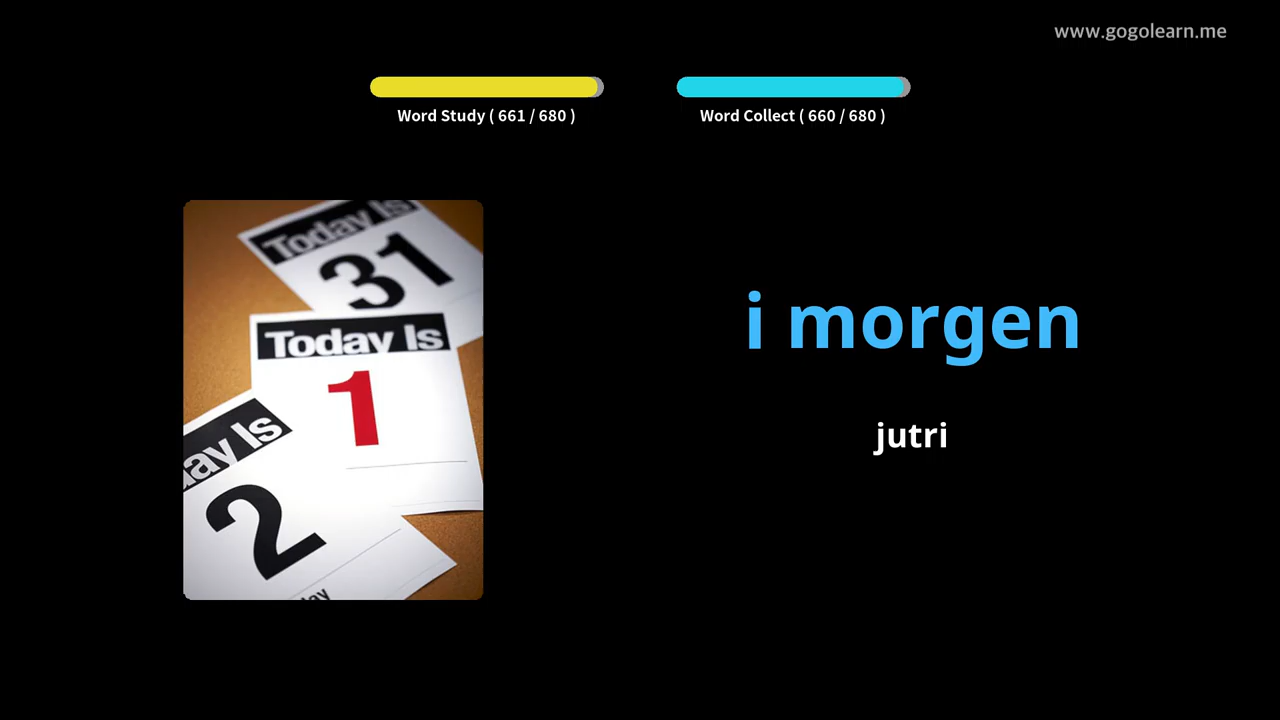 www.gogolearn.me
Word Study ( 661 / 680 )
Word Collect ( 660 / 680 )
Today Is
31
Today Is
1
ay Is
2
i morgen
jutri